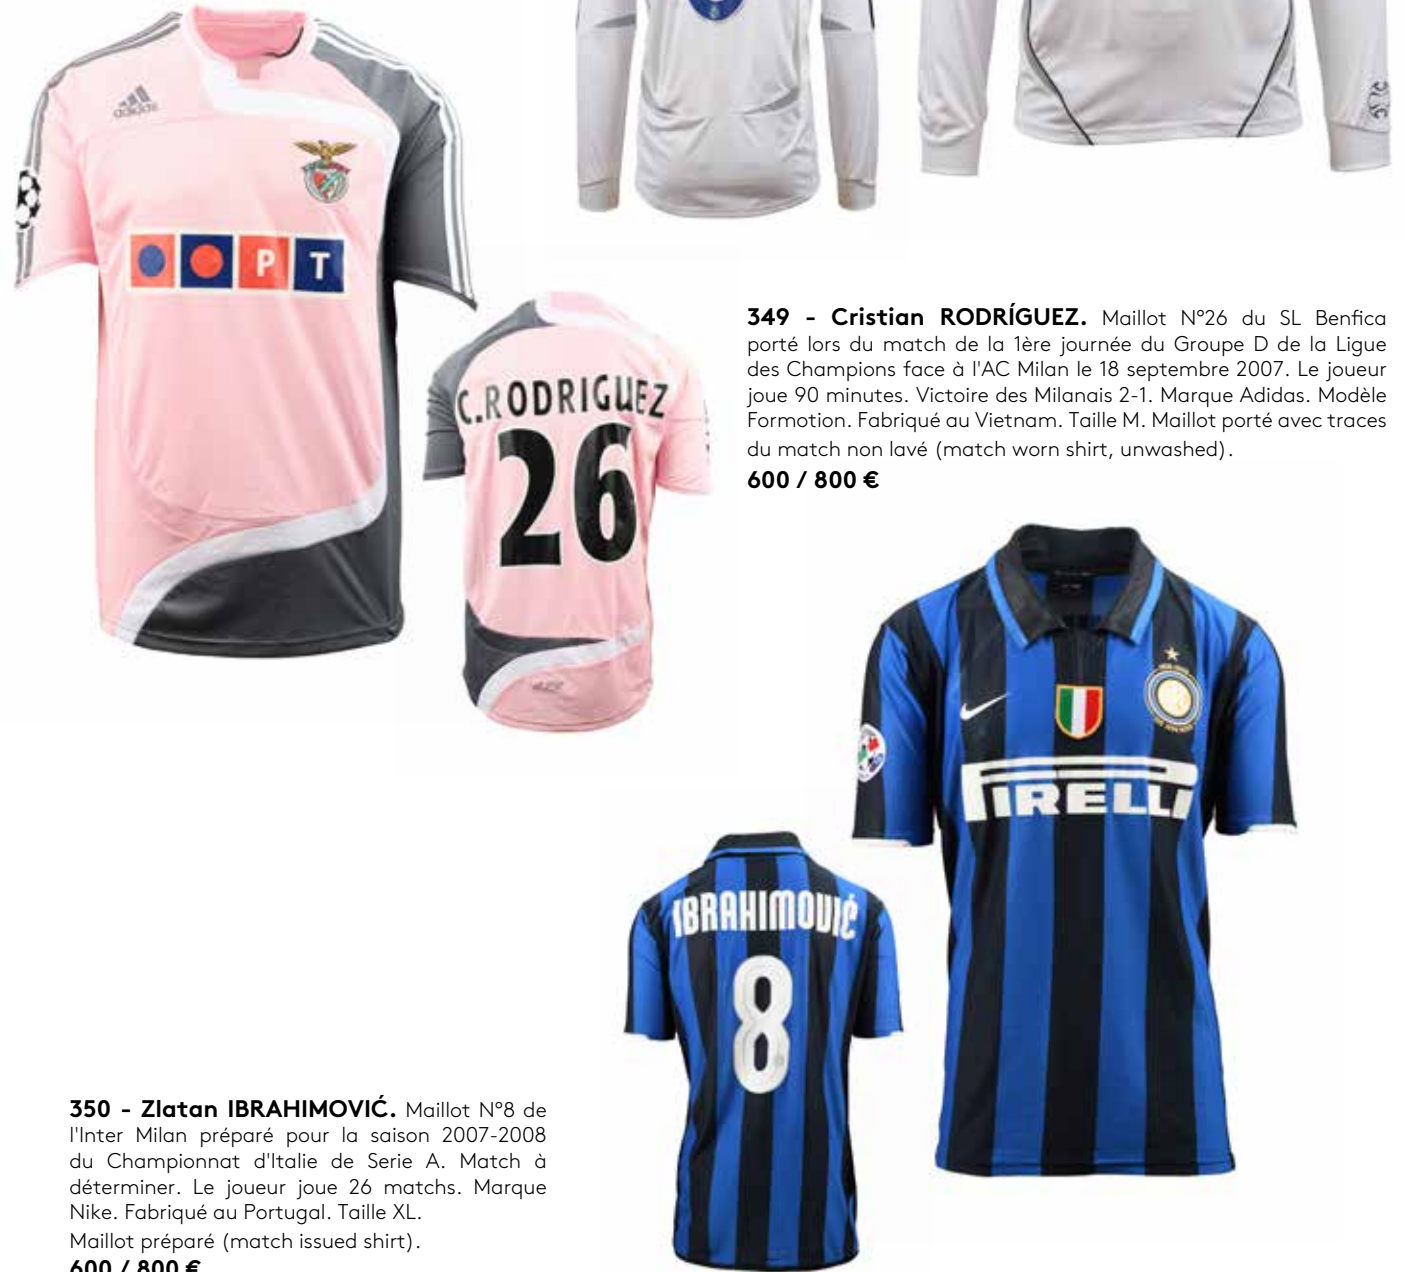 adidas
P T
C.RODRIGUEZ
26
349 - Cristian RODRÍGUEZ. Maillot N°26 du SL Benfica
porté lors du match de la 1ère journée du Groupe D de la Ligue
des Champions face à l'AC Milan le 18 septembre 2007. Le joueur
joue 90 minutes. Victoire des Milanais 2-1. Marque Adidas. Modèle
Formotion. Fabriqué au Vietnam. Taille M. Maillot porté avec traces
du match non lavé (match worn shirt, unwashed).
600 / 800 €
PIRELLI
IBRAHIMOVIĆ
8
350 - Zlatan IBRAHIMOVIĆ. Maillot N°8 de
l'Inter Milan préparé pour la saison 2007-2008
du Championnat d'Italie de Serie A. Match à
déterminer. Le joueur joue 26 matchs. Marque
Nike. Fabriqué au Portugal. Taille XL.
Maillot préparé (match issued shirt).
600 / 800 €